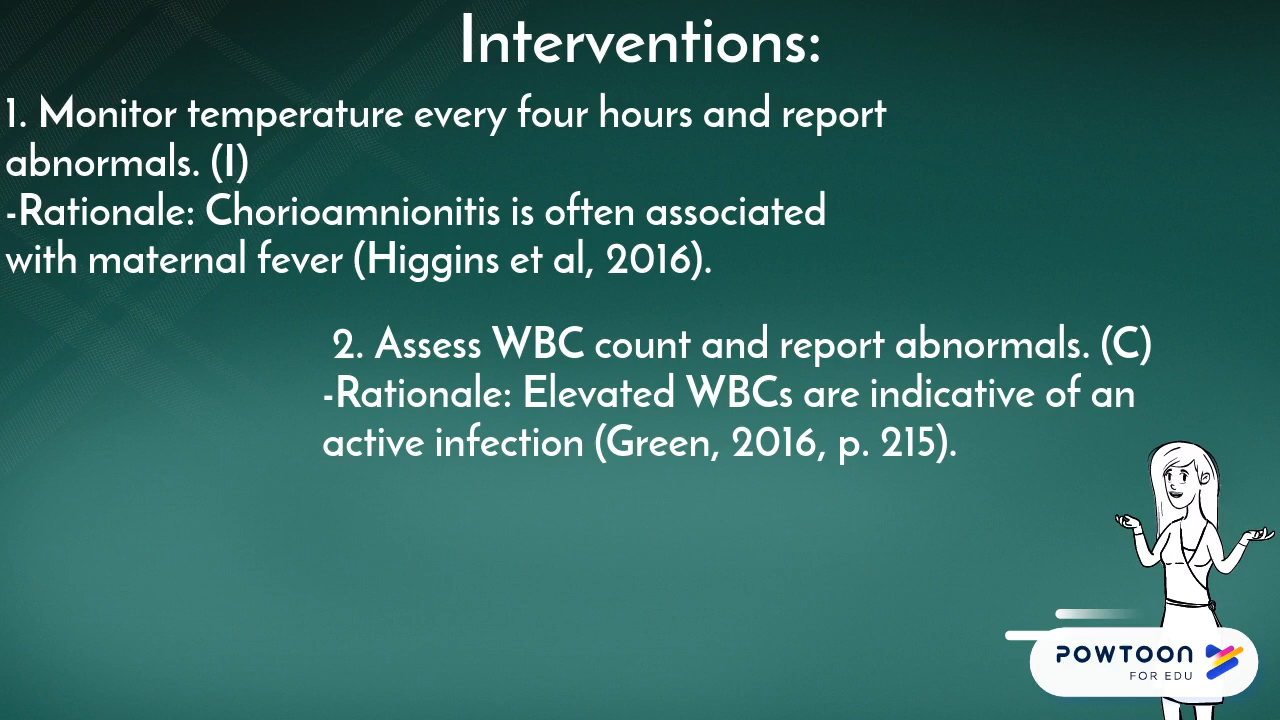 Interventions:
1. Monitor temperature every four hours and report
abnormals. (I)
-Rationale: Chorioamnionitis is often associated
with maternal fever (Higgins et al, 2016).
2. Assess WBC count and report abnormals. (C)
-Rationale: Elevated WBCs are indicative of an
active infection (Green, 2016, p. 215).
POWTOON
FOR EDU